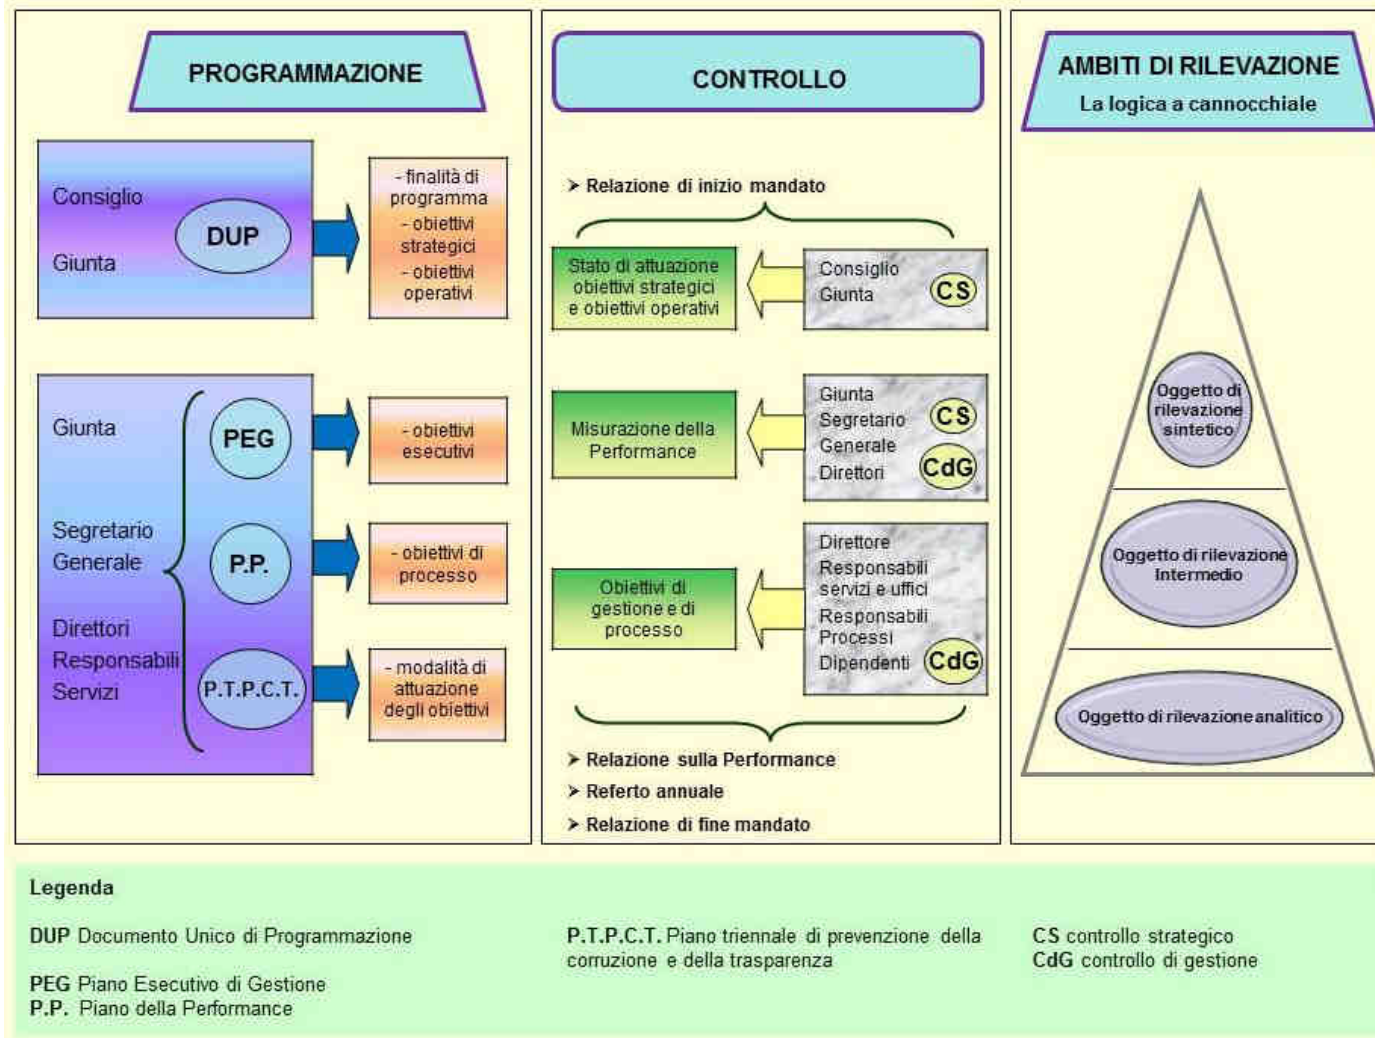 PROGRAMMAZIONE
Consiglio
Giunta
DUP
- finalità di
programma
- obiettivi
strategici
- obiettivi
operativi
Giunta
Segretario
Generale
Direttori
Responsabili
Servizi
PEG
- obiettivi
esecutivi
P.P.
- obiettivi di
processo
P.T.P.C.T.
- modalità di
attuazione
degli obiettivi
CONTROLLO
➢ Relazione di inizio mandato
Stato di attuazione
obiettivi strategici
e obiettivi operativi
Consiglio
Giunta
CS
Misurazione della
Performance
Giunta
Segretario
Generale
Direttori
CS
CdG
Obiettivi di
gestione e di
processo
Direttore
Responsabili
servizi e uffici
Responsabili
Processi
Dipendenti
CdG
➢ Relazione sulla Performance
➢ Referto annuale
➢ Relazione di fine mandato
AMBITI DI RILEVAZIONE
La logica a cannocchiale
Oggetto di
rilevazione
sintetico
Oggetto di rilevazione
Intermedio
Oggetto di rilevazione analitico
Legenda
DUP Documento Unico di Programmazione
PEG Piano Esecutivo di Gestione
P.P. Piano della Performance
P.T.P.C.T. Piano triennale di prevenzione della
corruzione e della trasparenza
CS controllo strategico
CdG controllo di gestione